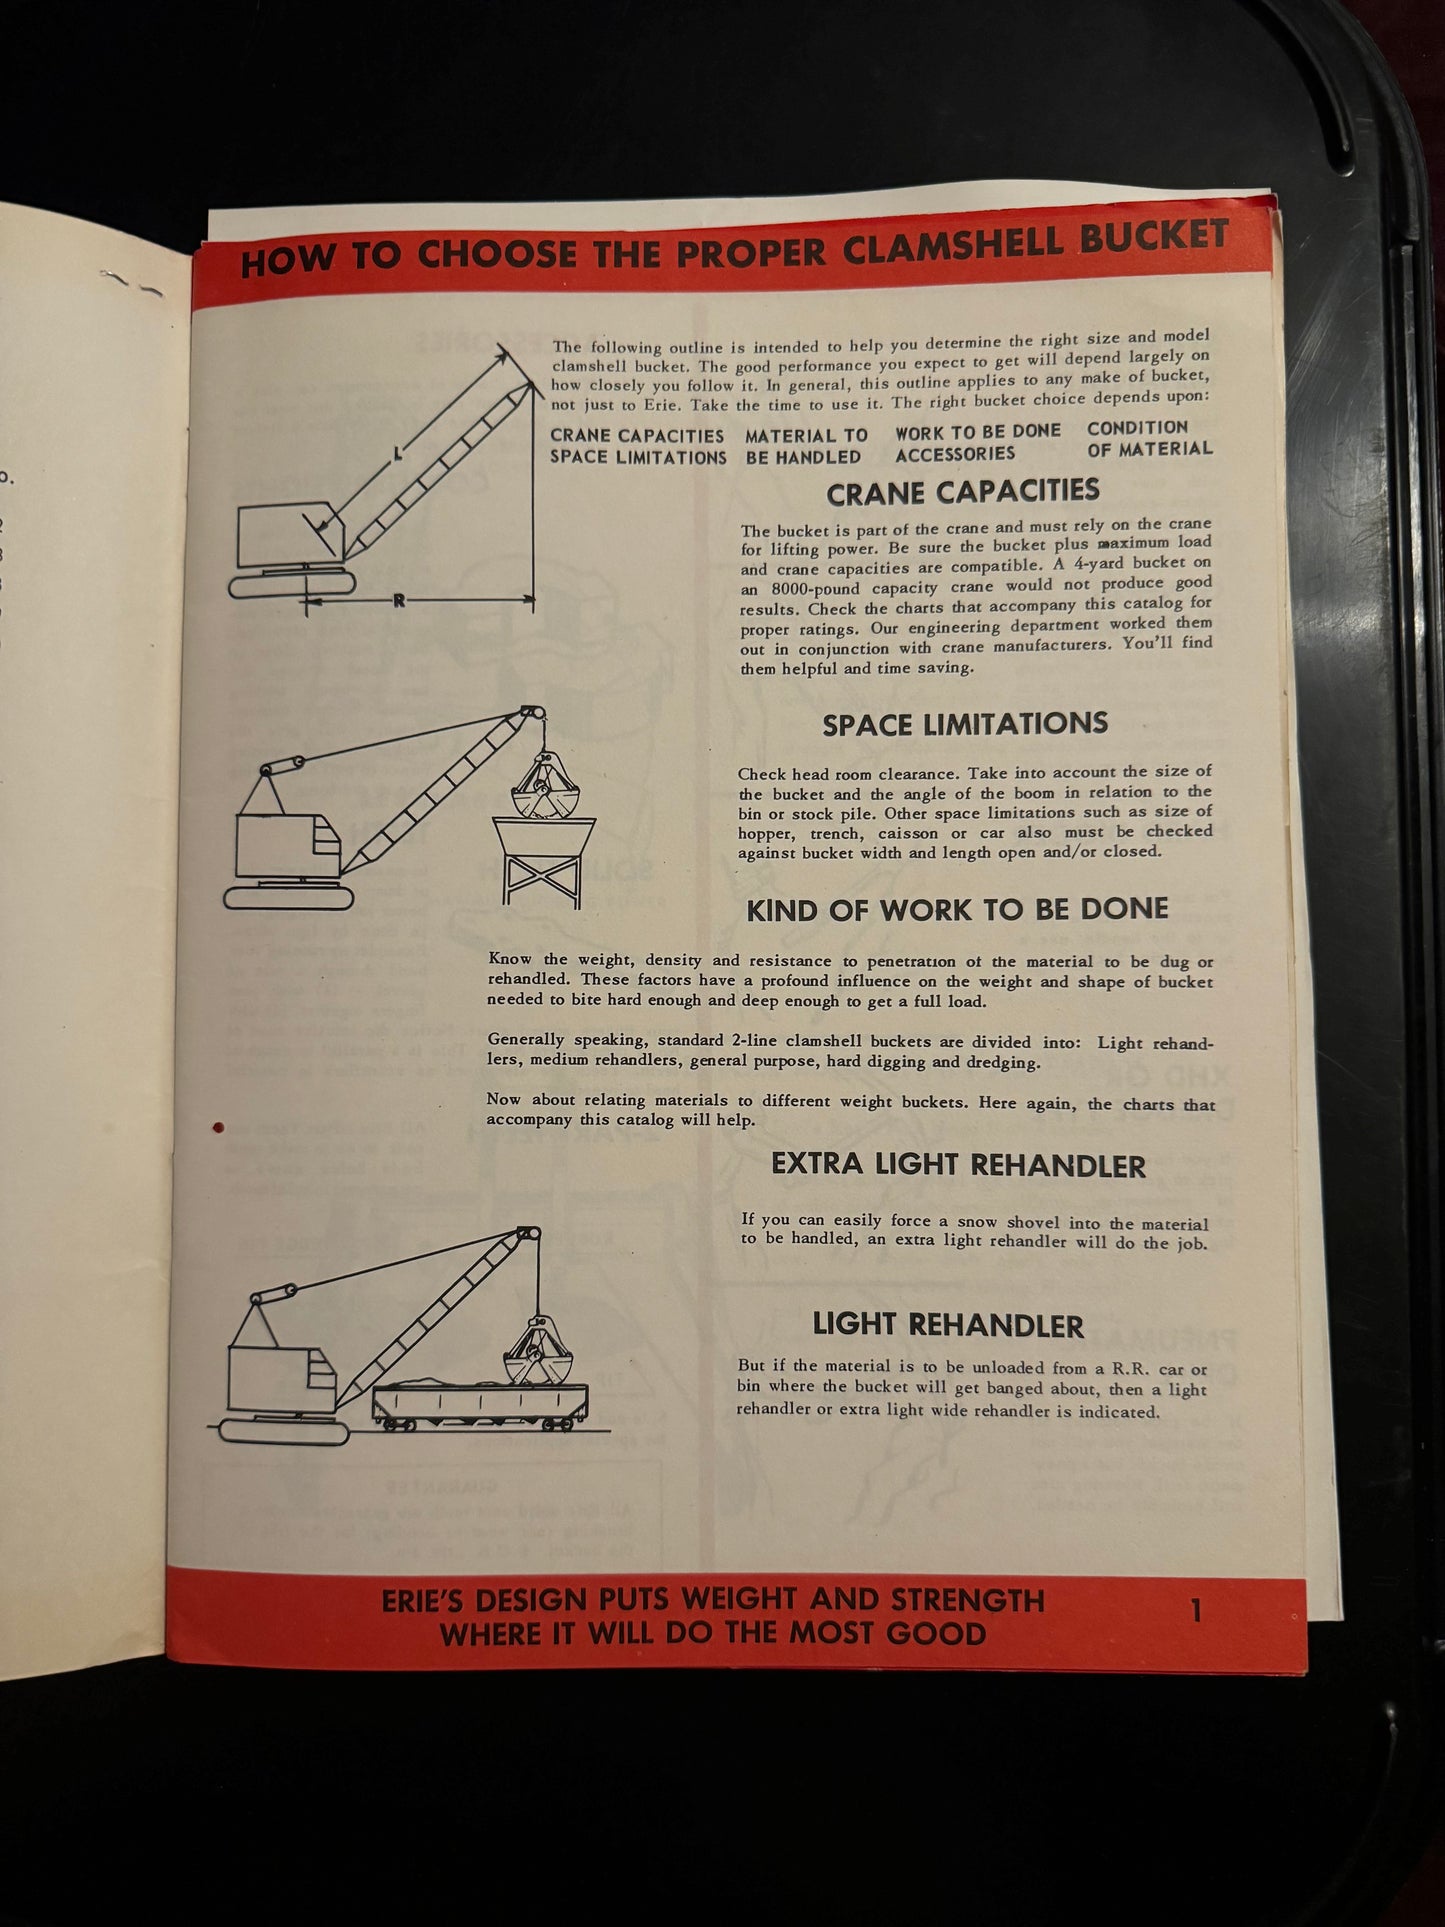 HOW TO CHOOSE THE PROPER CLAMSHELL BUCKET
The following outline is intended to help you determine the right size and model
clamshell bucket. The good performance you expect to get will depend largely on
how closely you follow it. In general, this outline applies to any make of bucket,
not just to Erie. Take the time to use it. The right bucket choice depends upon:
CRANE CAPACITIES MATERIAL TO WORK TO BE DONE CONDITION
SPACE LIMITATIONS BE HANDLED ACCESSORIES OF MATERIAL
L
R
CRANE CAPACITIES
The bucket is part of the crane and must rely on the crane
for lifting power. Be sure the bucket plus maximum load
and crane capacities are compatible. A 4-yard bucket on
an 8000-pound capacity crane would not produce good
results. Check the charts that accompany this catalog for
proper ratings. Our engineering department worked them
out in conjunction with crane manufacturers. You'll find
them helpful and time saving.
SPACE LIMITATIONS
Check head room clearance. Take into account the size of
the bucket and the angle of the boom in relation to the
bin or stock pile. Other space limitations such as size of
hopper, trench, caisson or car also must be checked
against bucket width and length open and/or closed.
KIND OF WORK TO BE DONE
Know the weight, density and resistance to penetration of the material to be dug or
rehandled. These factors have a profound influence on the weight and shape of bucket
needed to bite hard enough and deep enough to get a full load.
Generally speaking, standard 2-line clamshell buckets are divided into: Light rehand-
lers, medium rehandlers, general purpose, hard digging and dredging.
Now about relating materials to different weight buckets. Here again, the charts that
accompany this catalog will help.
EXTRA LIGHT REHANDLER
If you can easily force a snow shovel into the material
to be handled, an extra light rehandler will do the job.
LIGHT REHANDLER
But if the material is to be unloaded from a R.R. car or
bin where the bucket will get banged about, then a light
rehandler or extra light wide rehandler is indicated.
ERIE'S DESIGN PUTS WEIGHT AND STRENGTH
WHERE IT WILL DO THE MOST GOOD
1